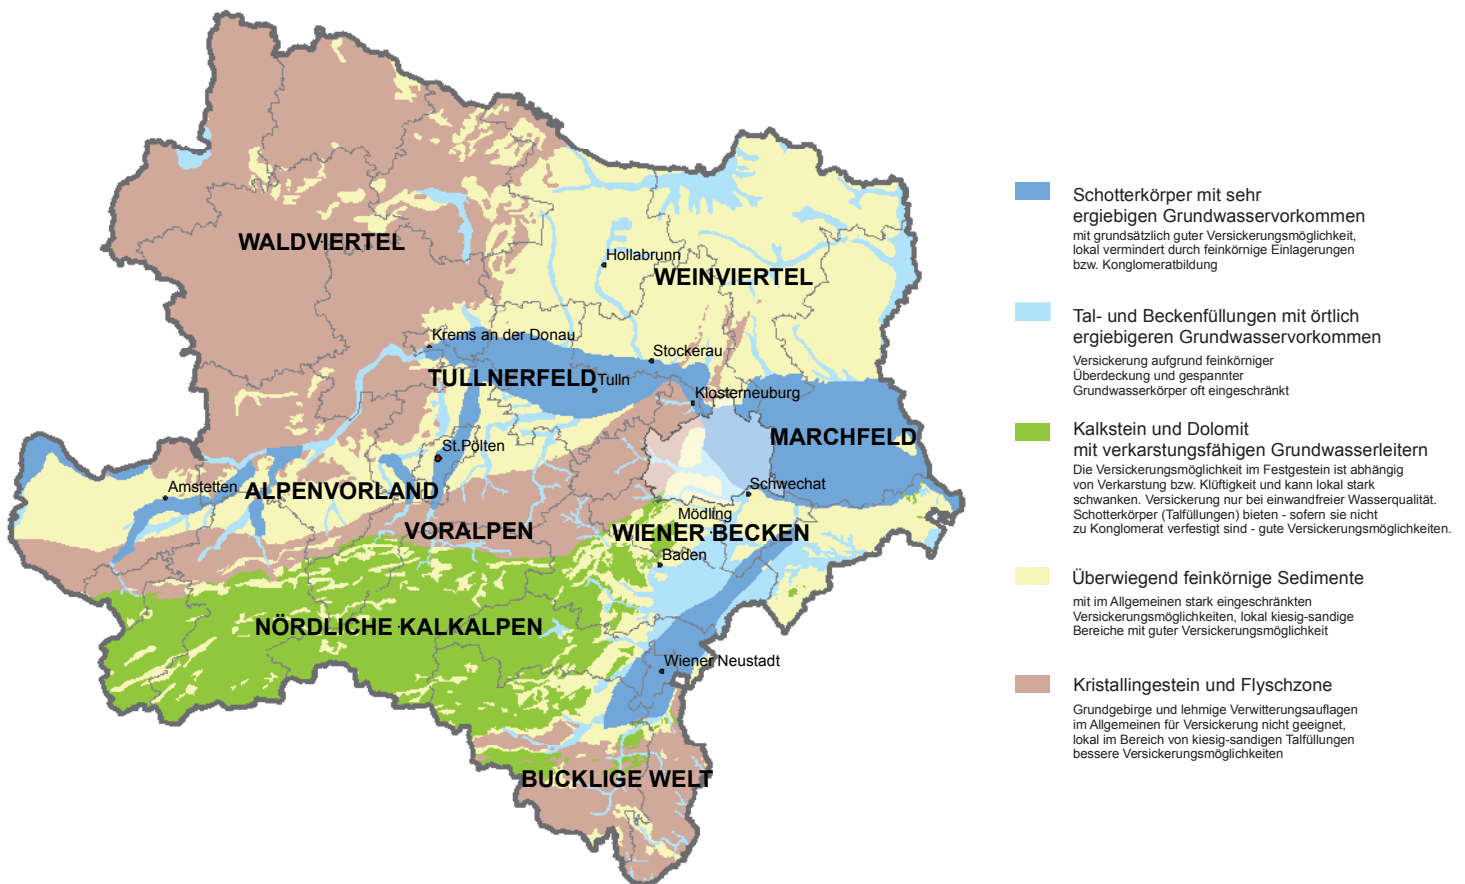 WALDVIERTEL
Hollabrunn
WEINVIERTEL
Krems an der Donau
Stockerau
TULLNERFELD
Tulln
Klosterneuburg
MARCHFELD
St.Pölten
Amstetten
ALPENVORLAND
Schwechat
Mödling
VORALPEN
WIENER BECKEN
Baden
NÖRDLICHE KALKALPEN
Wiener Neustadt
BUCKLIGE WELT
Schotterkörper mit sehr
ergiebigen Grundwasservorkommen
mit grundsätzlich guter Versickerungsmöglichkeit,
lokal vermindert durch feinkörnige Einlagerungen
bzw. Konglomeratbildung
Tal- und Beckenfüllungen mit örtlich
ergiebigeren Grundwasservorkommen
Versickerung aufgrund feinkörniger
Überdeckung und gespannter
Grundwasserkörper oft eingeschränkt
Kalkstein und Dolomit
mit verkarstungsfähigen Grundwasserleitern
Die Versickerungsmöglichkeit im Festgestein ist abhängig
von Verkarstung bzw. Klüftigkeit und kann lokal stark
schwanken. Versickerung nur bei einwandfreier Wasserqualität.
Schotterkörper (Talfüllungen) bieten - sofern sie nicht
zu Konglomerat verfestigt sind - gute Versickerungsmöglichkeiten.
Überwiegend feinkörnige Sedimente
mit im Allgemeinen stark eingeschränkten
Versickerungsmöglichkeiten, lokal kiesig-sandige
Bereiche mit guter Versickerungsmöglichkeit
Kristallingestein und Flyschzone
Grundgebirge und lehmige Verwitterungsauflagen
im Allgemeinen für Versickerung nicht geeignet,
lokal im Bereich von kiesig-sandigen Talfüllungen
bessere Versickerungsmöglichkeiten